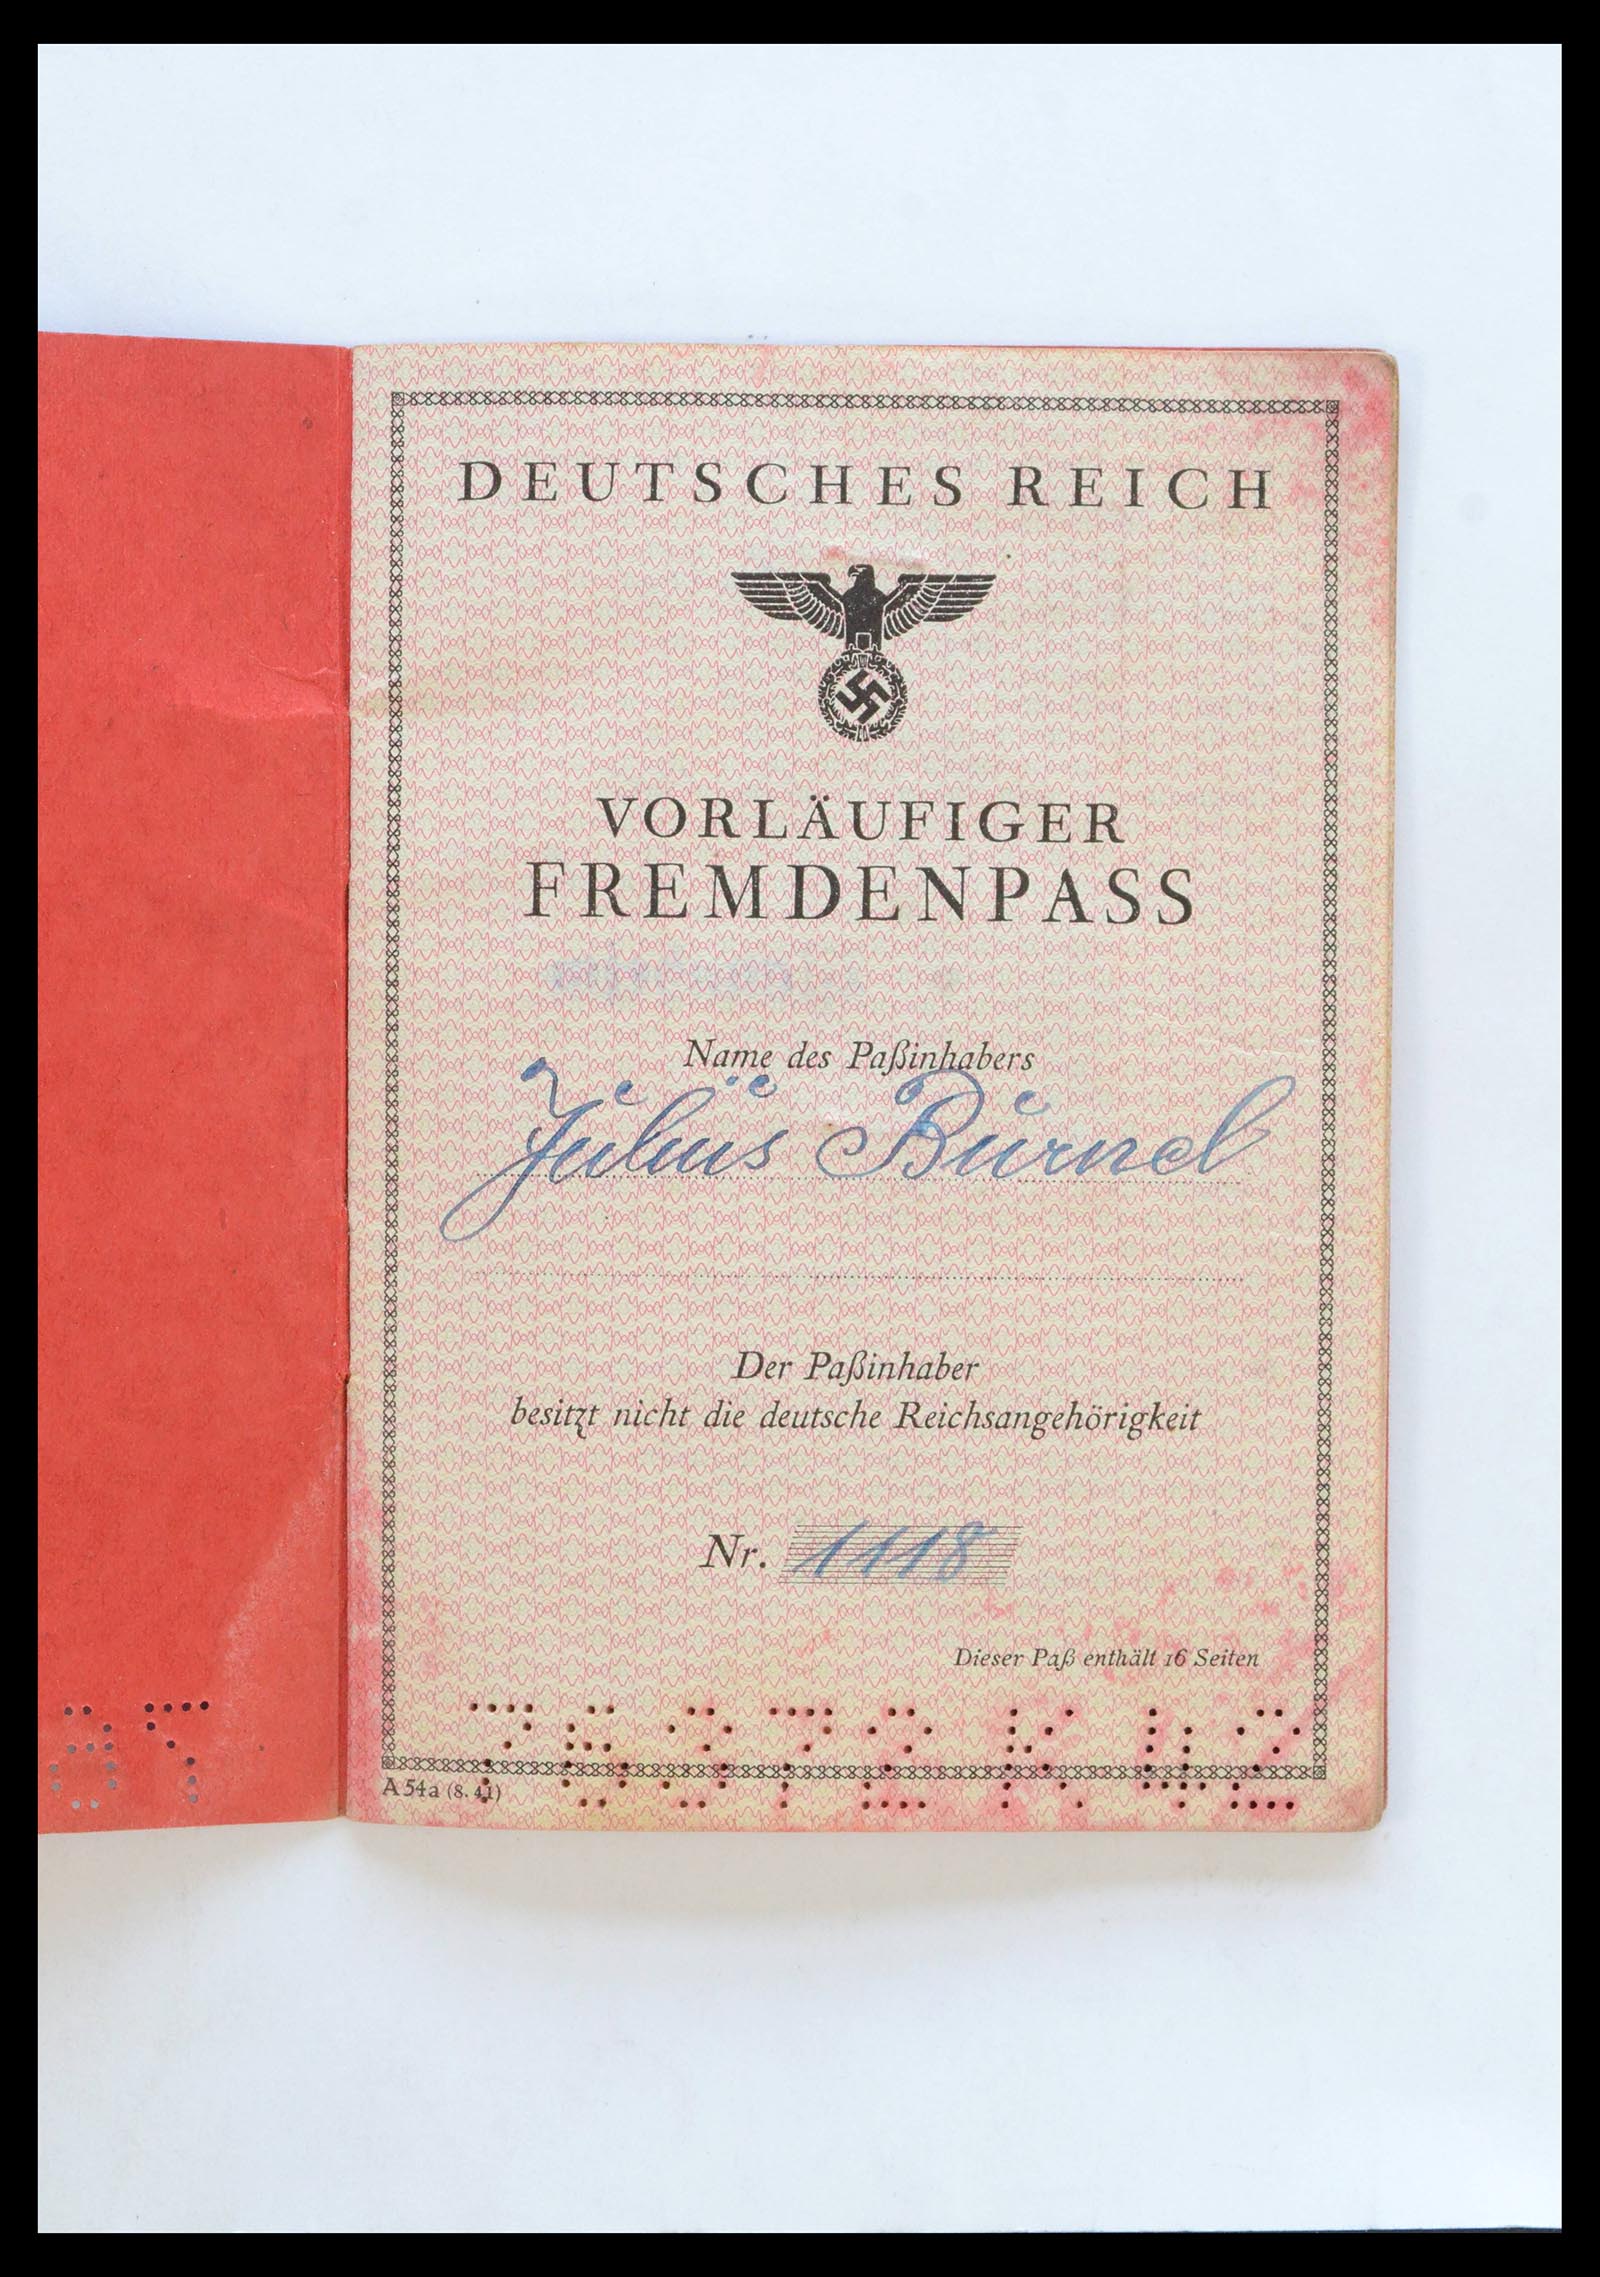 DEUTSCHES REICH
VORLÄUFIGER
FREMDENPASS
Name des Paßinhabers
Julius Burnel
Der Paßinhaber
besitzt nicht die deutsche Reichsangehörigkeit
Nr. 1118
Dieser Paß enthält 16 Seiten
A 54a (8. 41)